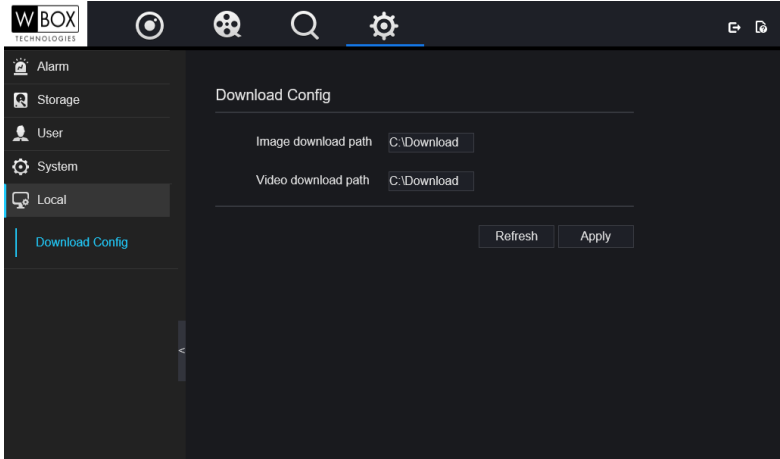 W BOX
TECHNOLOGIES
Alarm
Storage
User
System
Local
Download Config
<
Download Config
Image download path C:\Download
Video download path C:\Download
Refresh Apply